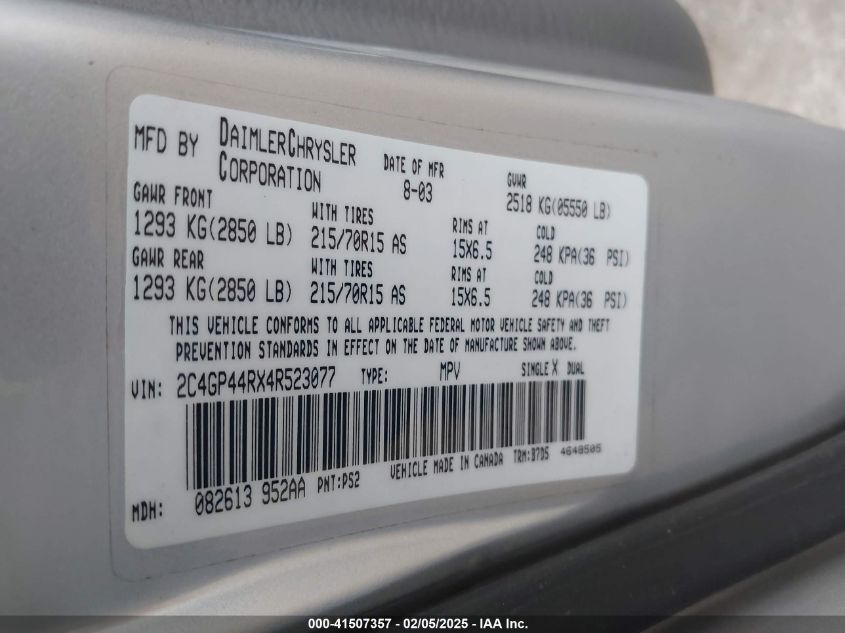 MFD BY DAIMLERCHRYSLER CORPORATION DATE OF MFR 8-03 GVWR 2518 KG(05550 LB)
GAWR FRONT
1293 KG(2850 LB) WITH TIRES 215/70R15 AS RIMS AT 15X6.5 COLD 248 KPA(36 PSI)
GAWR REAR
1293 KG(2850 LB) WITH TIRES 215/70R15 AS RIMS AT 15X6.5 COLD 248 KPA(36 PSI)
THIS VEHICLE CONFORMS TO ALL APPLICABLE FEDERAL MOTOR VEHICLE SAFETY AND THEFT
PREVENTION STANDARDS IN EFFECT ON THE DATE OF MANUFACTURE SHOWN ABOVE.
VIN: 2C4GP44RX4R523077 TYPE: MPV SINGLE X DUAL
MDH: 082613 952AA PNT:PS2 VEHICLE MADE IN CANADA TRM:B7D5 4648505
000-41507357 - 02/05/2025 - IAA Inc.